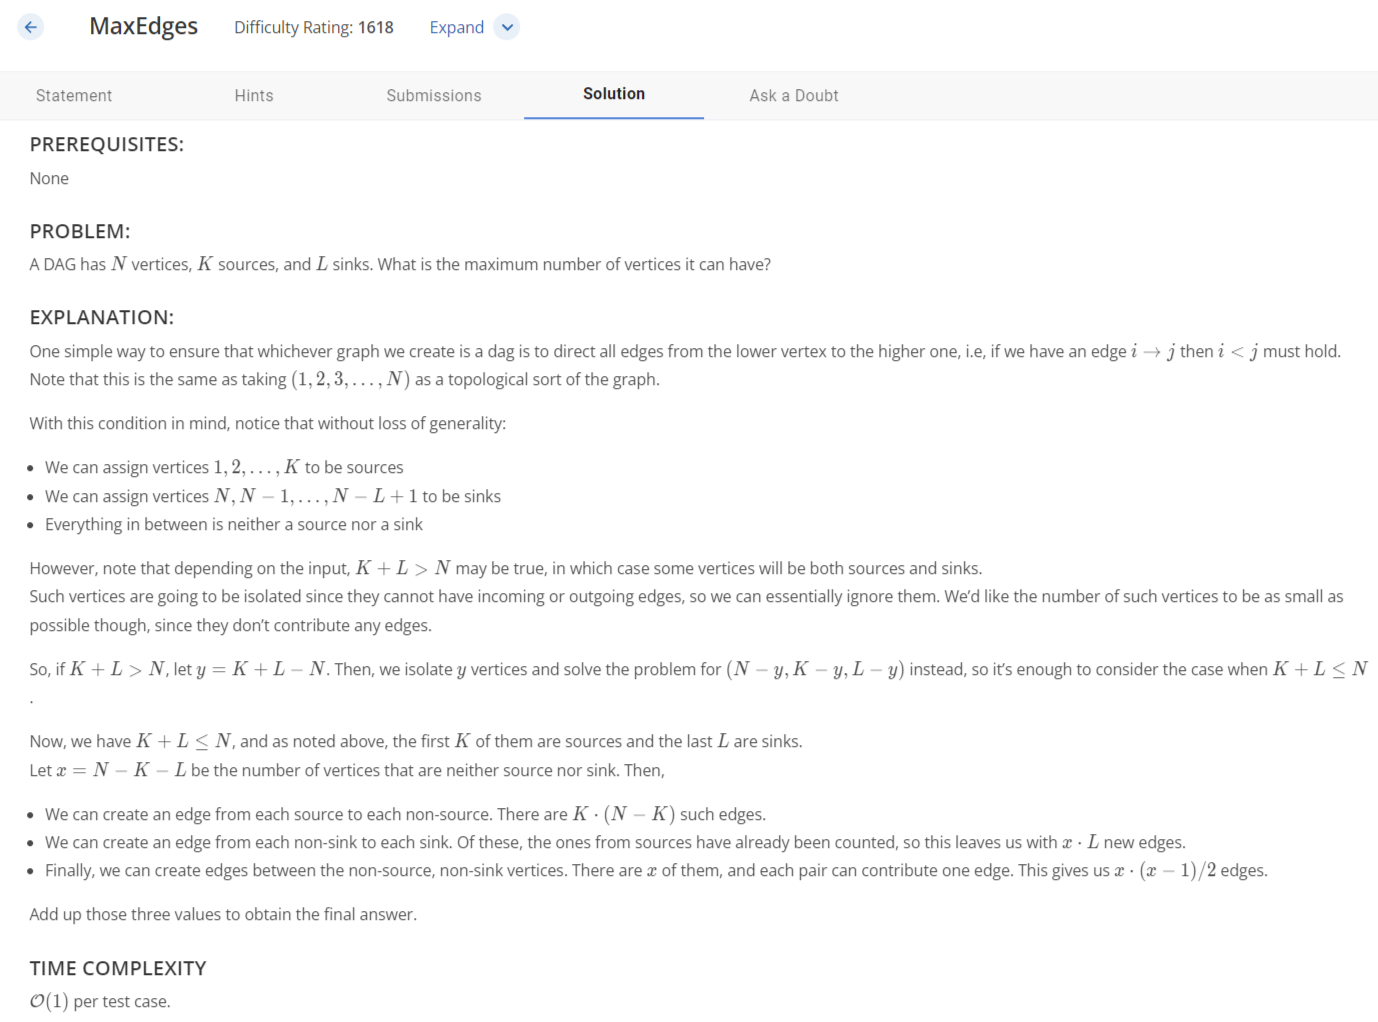 MaxEdges Difficulty Rating: 1618 Expand
Statement Hints Submissions Solution Ask a Doubt
PREREQUISITES:
None
PROBLEM:
A DAG has N vertices, K sources, and L sinks. What is the maximum number of vertices it can have?
EXPLANATION:
One simple way to ensure that whichever graph we create is a dag is to direct all edges from the lower vertex to the higher one, i.e, if we have an edge i → j then i < j must hold.
Note that this is the same as taking (1, 2, 3, . . . , N) as a topological sort of the graph.
With this condition in mind, notice that without loss of generality:
• We can assign vertices 1, 2, . . . , K to be sources
• We can assign vertices N, N − 1, . . . , N − L + 1 to be sinks
• Everything in between is neither a source nor a sink
However, note that depending on the input, K + L > N may be true, in which case some vertices will be both sources and sinks.
Such vertices are going to be isolated since they cannot have incoming or outgoing edges, so we can essentially ignore them. We’d like the number of such vertices to be as small as
possible though, since they don’t contribute any edges.
So, if K + L > N, let y = K + L − N. Then, we isolate y vertices and solve the problem for (N − y, K − y, L − y) instead, so it’s enough to consider the case when K + L ≤ N
.
Now, we have K + L ≤ N, and as noted above, the first K of them are sources and the last L are sinks.
Let x = N − K − L be the number of vertices that are neither source nor sink. Then,
• We can create an edge from each source to each non-source. There are K · (N − K) such edges.
• We can create an edge from each non-sink to each sink. Of these, the ones from sources have already been counted, so this leaves us with x · L new edges.
• Finally, we can create edges between the non-source, non-sink vertices. There are x of them, and each pair can contribute one edge. This gives us x · (x − 1)/2 edges.
Add up those three values to obtain the final answer.
TIME COMPLEXITY
O(1) per test case.